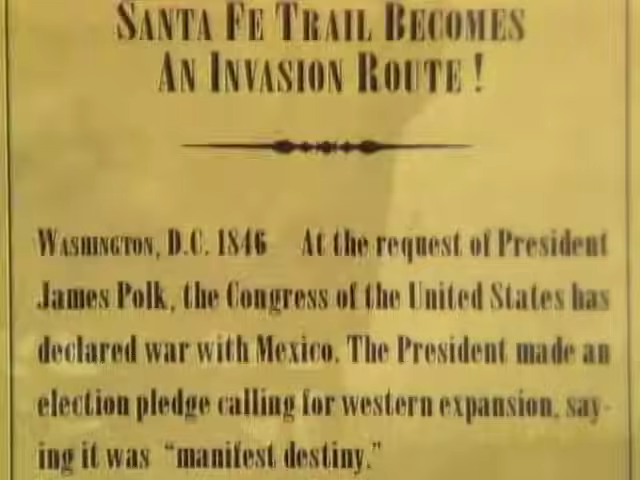 SANTA FE TRAIL BECOMES
AN INVASION ROUTE!
WASHINGTON, D.C. 1846 At the request of President
James Polk, the Congress of the United States has
declared war with Mexico. The President made an
election pledge calling for western expansion, say-
ing it was "manifest destiny."